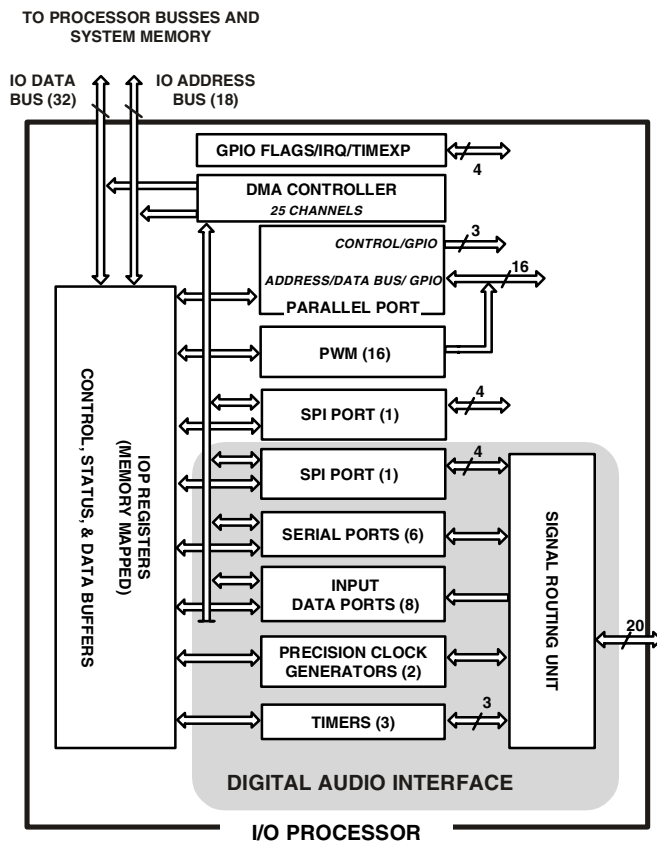 TO PROCESSOR BUSSES AND
SYSTEM MEMORY
IO DATA
BUS (32)
IO ADDRESS
BUS (18)
GPIO FLAGS/IRQ/TIMEXP
4
DMA CONTROLLER
25 CHANNELS
CONTROL/GPIO
3
ADDRESS/DATA BUS/ GPIO
16
PARALLEL PORT
PWM (16)
SPI PORT (1)
4
SPI PORT (1)
4
SERIAL PORTS (6)
INPUT
DATA PORTS (8)
PRECISION CLOCK
GENERATORS (2)
TIMERS (3)
3
IOP REGISTERS
(MEMORY MAPPED)
CONTROL, STATUS, & DATA BUFFERS
SIGNAL ROUTING UNIT
20
DIGITAL AUDIO INTERFACE
I/O PROCESSOR